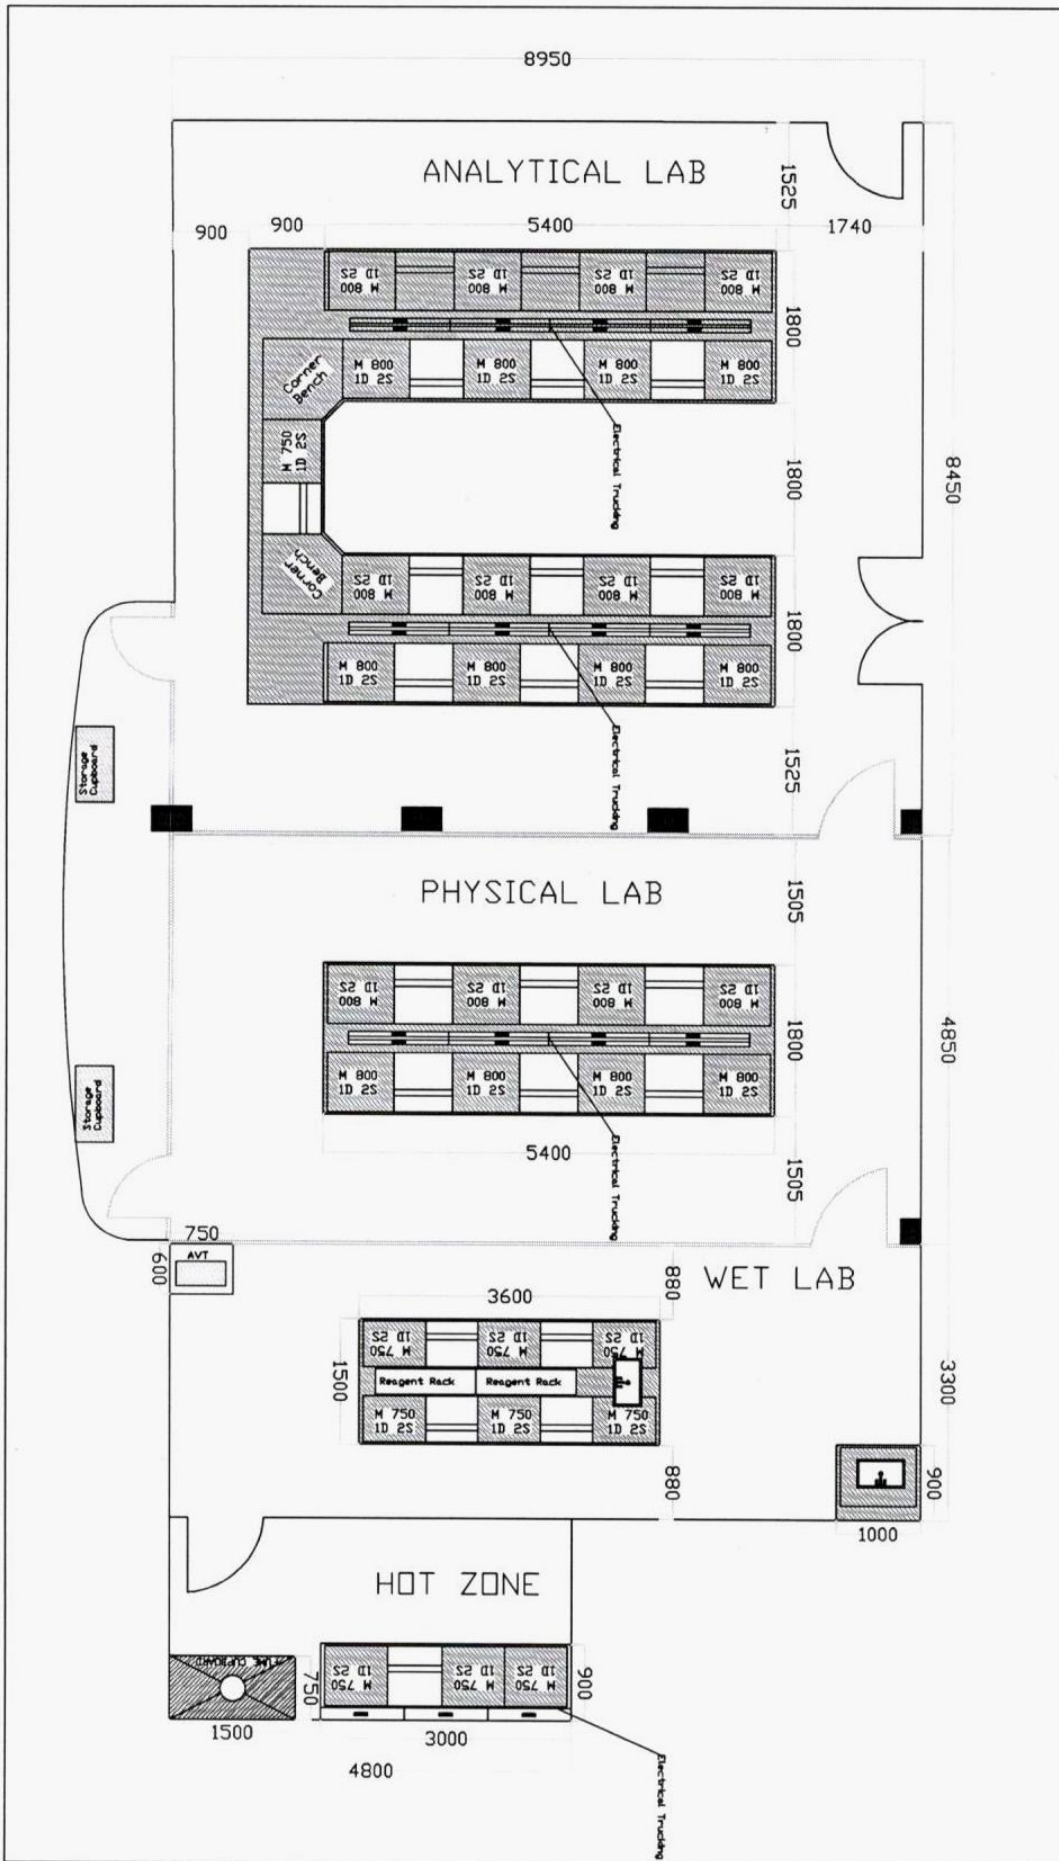 8950
ANALYTICAL LAB
1525
900
900
5400
1740
1D 2S
1D 2S
1D 2S
1D 2S
M 800
M 800
M 800
M 800
1800
M 800
M 800
M 800
M 800
1D 2S
1D 2S
1D 2S
1D 2S
Corner
Bench
Electrical Trucking
M 750
1D 2S
1800
8450
Corner
Bench
1D 2S
1D 2S
1D 2S
1D 2S
M 800
M 800
M 800
M 800
1800
M 800
M 800
M 800
M 800
1D 2S
1D 2S
1D 2S
1D 2S
Electrical Trucking
Storage
Cupboard
1525
PHYSICAL LAB
1505
1D 2S
1D 2S
1D 2S
1D 2S
M 800
M 800
M 800
M 800
1800
4850
M 800
M 800
M 800
M 800
1D 2S
1D 2S
1D 2S
1D 2S
Storage
Cupboard
5400
Electrical Trucking
1505
750
AVT
600
WET LAB
880
3600
1D 2S
1D 2S
1D 2S
M 750
M 750
M 750
1500
Reagent Rack
Reagent Rack
3300
M 750
M 750
M 750
1D 2S
1D 2S
1D 2S
880
900
1000
HOT ZONE
FUME CUPBOARD
750
1D 2S
1D 2S
1D 2S
M 750
M 750
M 750
900
1500
3000
4800
Electrical Trucking